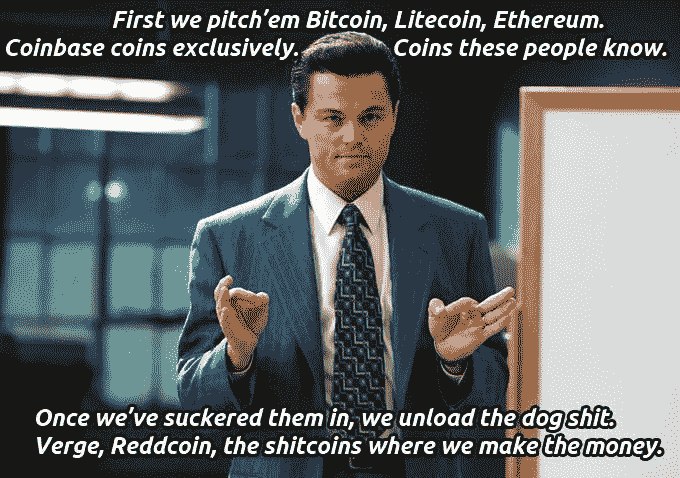 First we pitch'em Bitcoin, Litecoin, Ethereum.
Coinbase coins exclusively. Coins these people know.
Once we've suckered them in, we unload the dog shit.
Verge, Reddcoin, the shitcoins where we make the money.